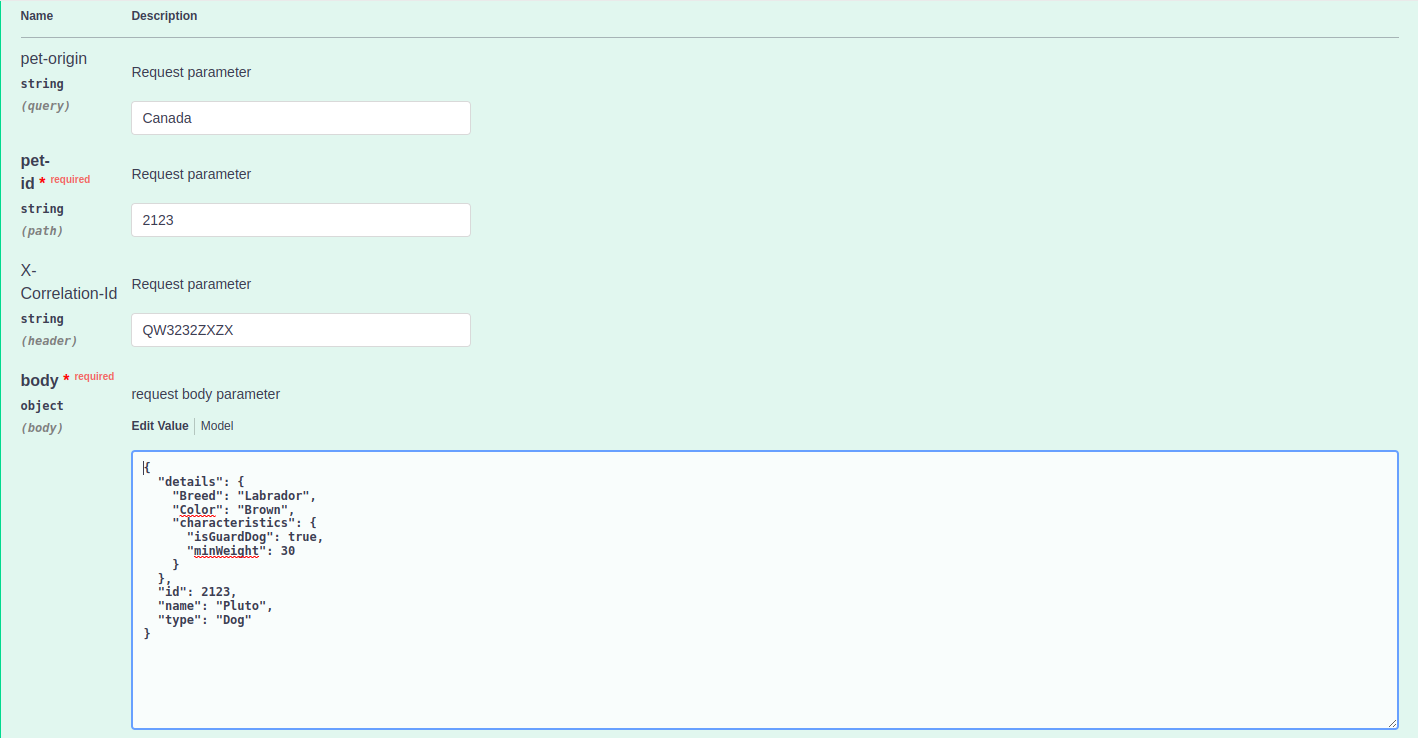 Name Description
pet-origin
string
(query)
Request parameter
Canada
pet-
id * required
string
(path)
Request parameter
2123
X-
Correlation-Id
string
(header)
Request parameter
QW3232ZXZX
body * required
object
(body)
request body parameter
Edit Value | Model
{
  "details": {
    "Breed": "Labrador",
    "Color": "Brown",
    "characteristics": {
      "isGuardDog": true,
      "minWeight": 30
    }
  },
  "id": 2123,
  "name": "Pluto",
  "type": "Dog"
}